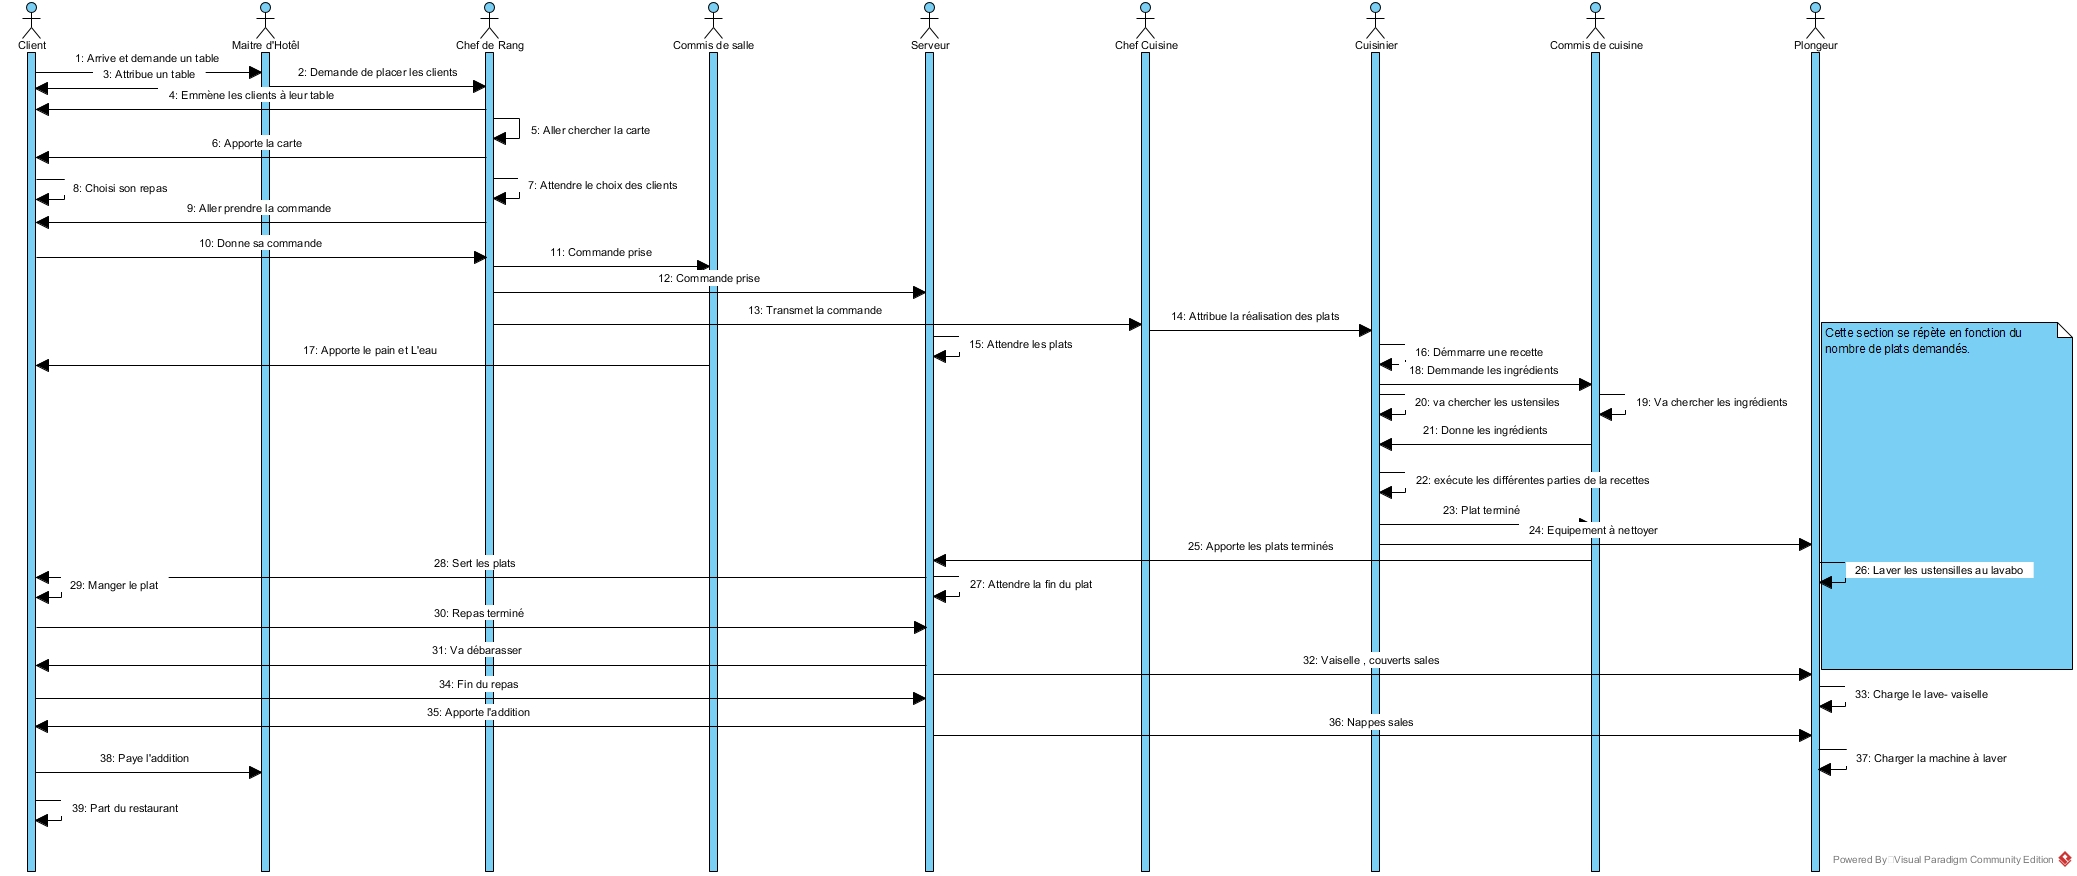 Client
Maitre d'Hotêl
Chef de Rang
Commis de salle
Serveur
Chef Cuisine
Cuisinier
Commis de cuisine
Plongeur
1: Arrive et demande un table
2: Demande de placer les clients
3: Attribue un table
4: Emmène les clients à leur table
5: Aller chercher la carte
6: Apporte la carte
7: Attendre le choix des clients
8: Choisi son repas
9: Aller prendre la commande
10: Donne sa commande
11: Commande prise
12: Commande prise
13: Transmet la commande
14: Attribue la réalisation des plats
Cette section se répète en fonction du
nombre de plats demandés.
15: Attendre les plats
16: Démmarre une recette
17: Apporte le pain et L'eau
18: Demmande les ingrédients
19: Va chercher les ingrédients
20: va chercher les ustensiles
21: Donne les ingrédients
22: exécute les différentes parties de la recettes
23: Plat terminé
24: Equipement à nettoyer
25: Apporte les plats terminés
26: Laver les ustensilles au lavabo
27: Attendre la fin du plat
28: Sert les plats
29: Manger le plat
30: Repas terminé
31: Va débarasser
32: Vaiselle , couverts sales
33: Charge le lave- vaiselle
34: Fin du repas
35: Apporte l'addition
36: Nappes sales
37: Charger la machine à laver
38: Paye l'addition
39: Part du restaurant
Powered By Visual Paradigm Community Edition